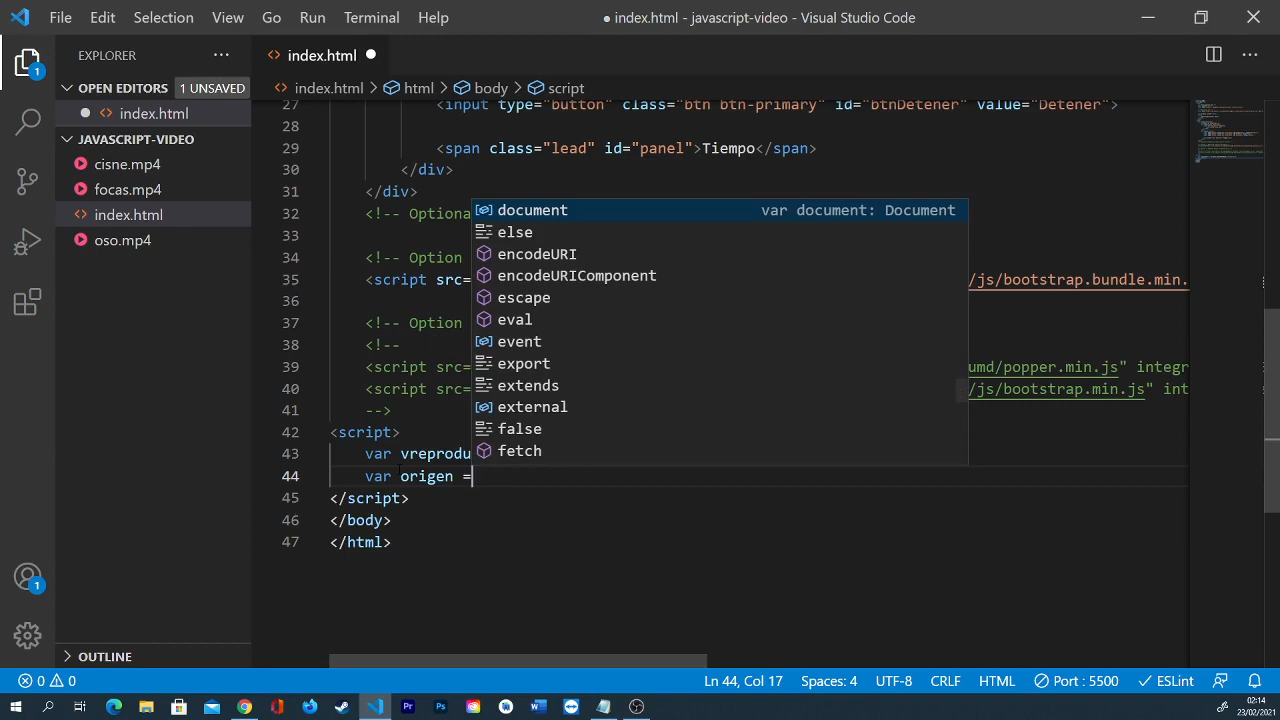 File Edit Selection View Go Run Terminal Help
● index.html - javascript-video - Visual Studio Code
EXPLORER
OPEN EDITORS 1 UNSAVED
index.html
JAVASCRIPT-VIDEO
cisne.mp4
focas.mp4
index.html
oso.mp4
OUTLINE
1
1
index.html
index.html > html > body > script
27 <input type="button" class="btn btn-primary" id="btnDetener" value="Detener">
28
29 <span class="lead" id="panel">Tiempo</span>
30 </div>
31 </div>
32 <!-- Optiona
33
34 <!-- Option
35 <script src= /js/bootstrap.bundle.min.
36
37 <!-- Option
38 <!--
39 <script src= umd/popper.min.js" integr
40 <script src= /js/bootstrap.min.js" int
41 -->
42 <script>
43 var vreprodu
44 var origen =
45 </script>
46 </body>
47 </html>
document var document: Document
else
encodeURI
encodeURIComponent
escape
eval
event
export
extends
external
false
fetch
0 0 Ln 44, Col 17 Spaces: 4 UTF-8 CRLF HTML Port : 5500 ESLint
02:14
23/02/2021